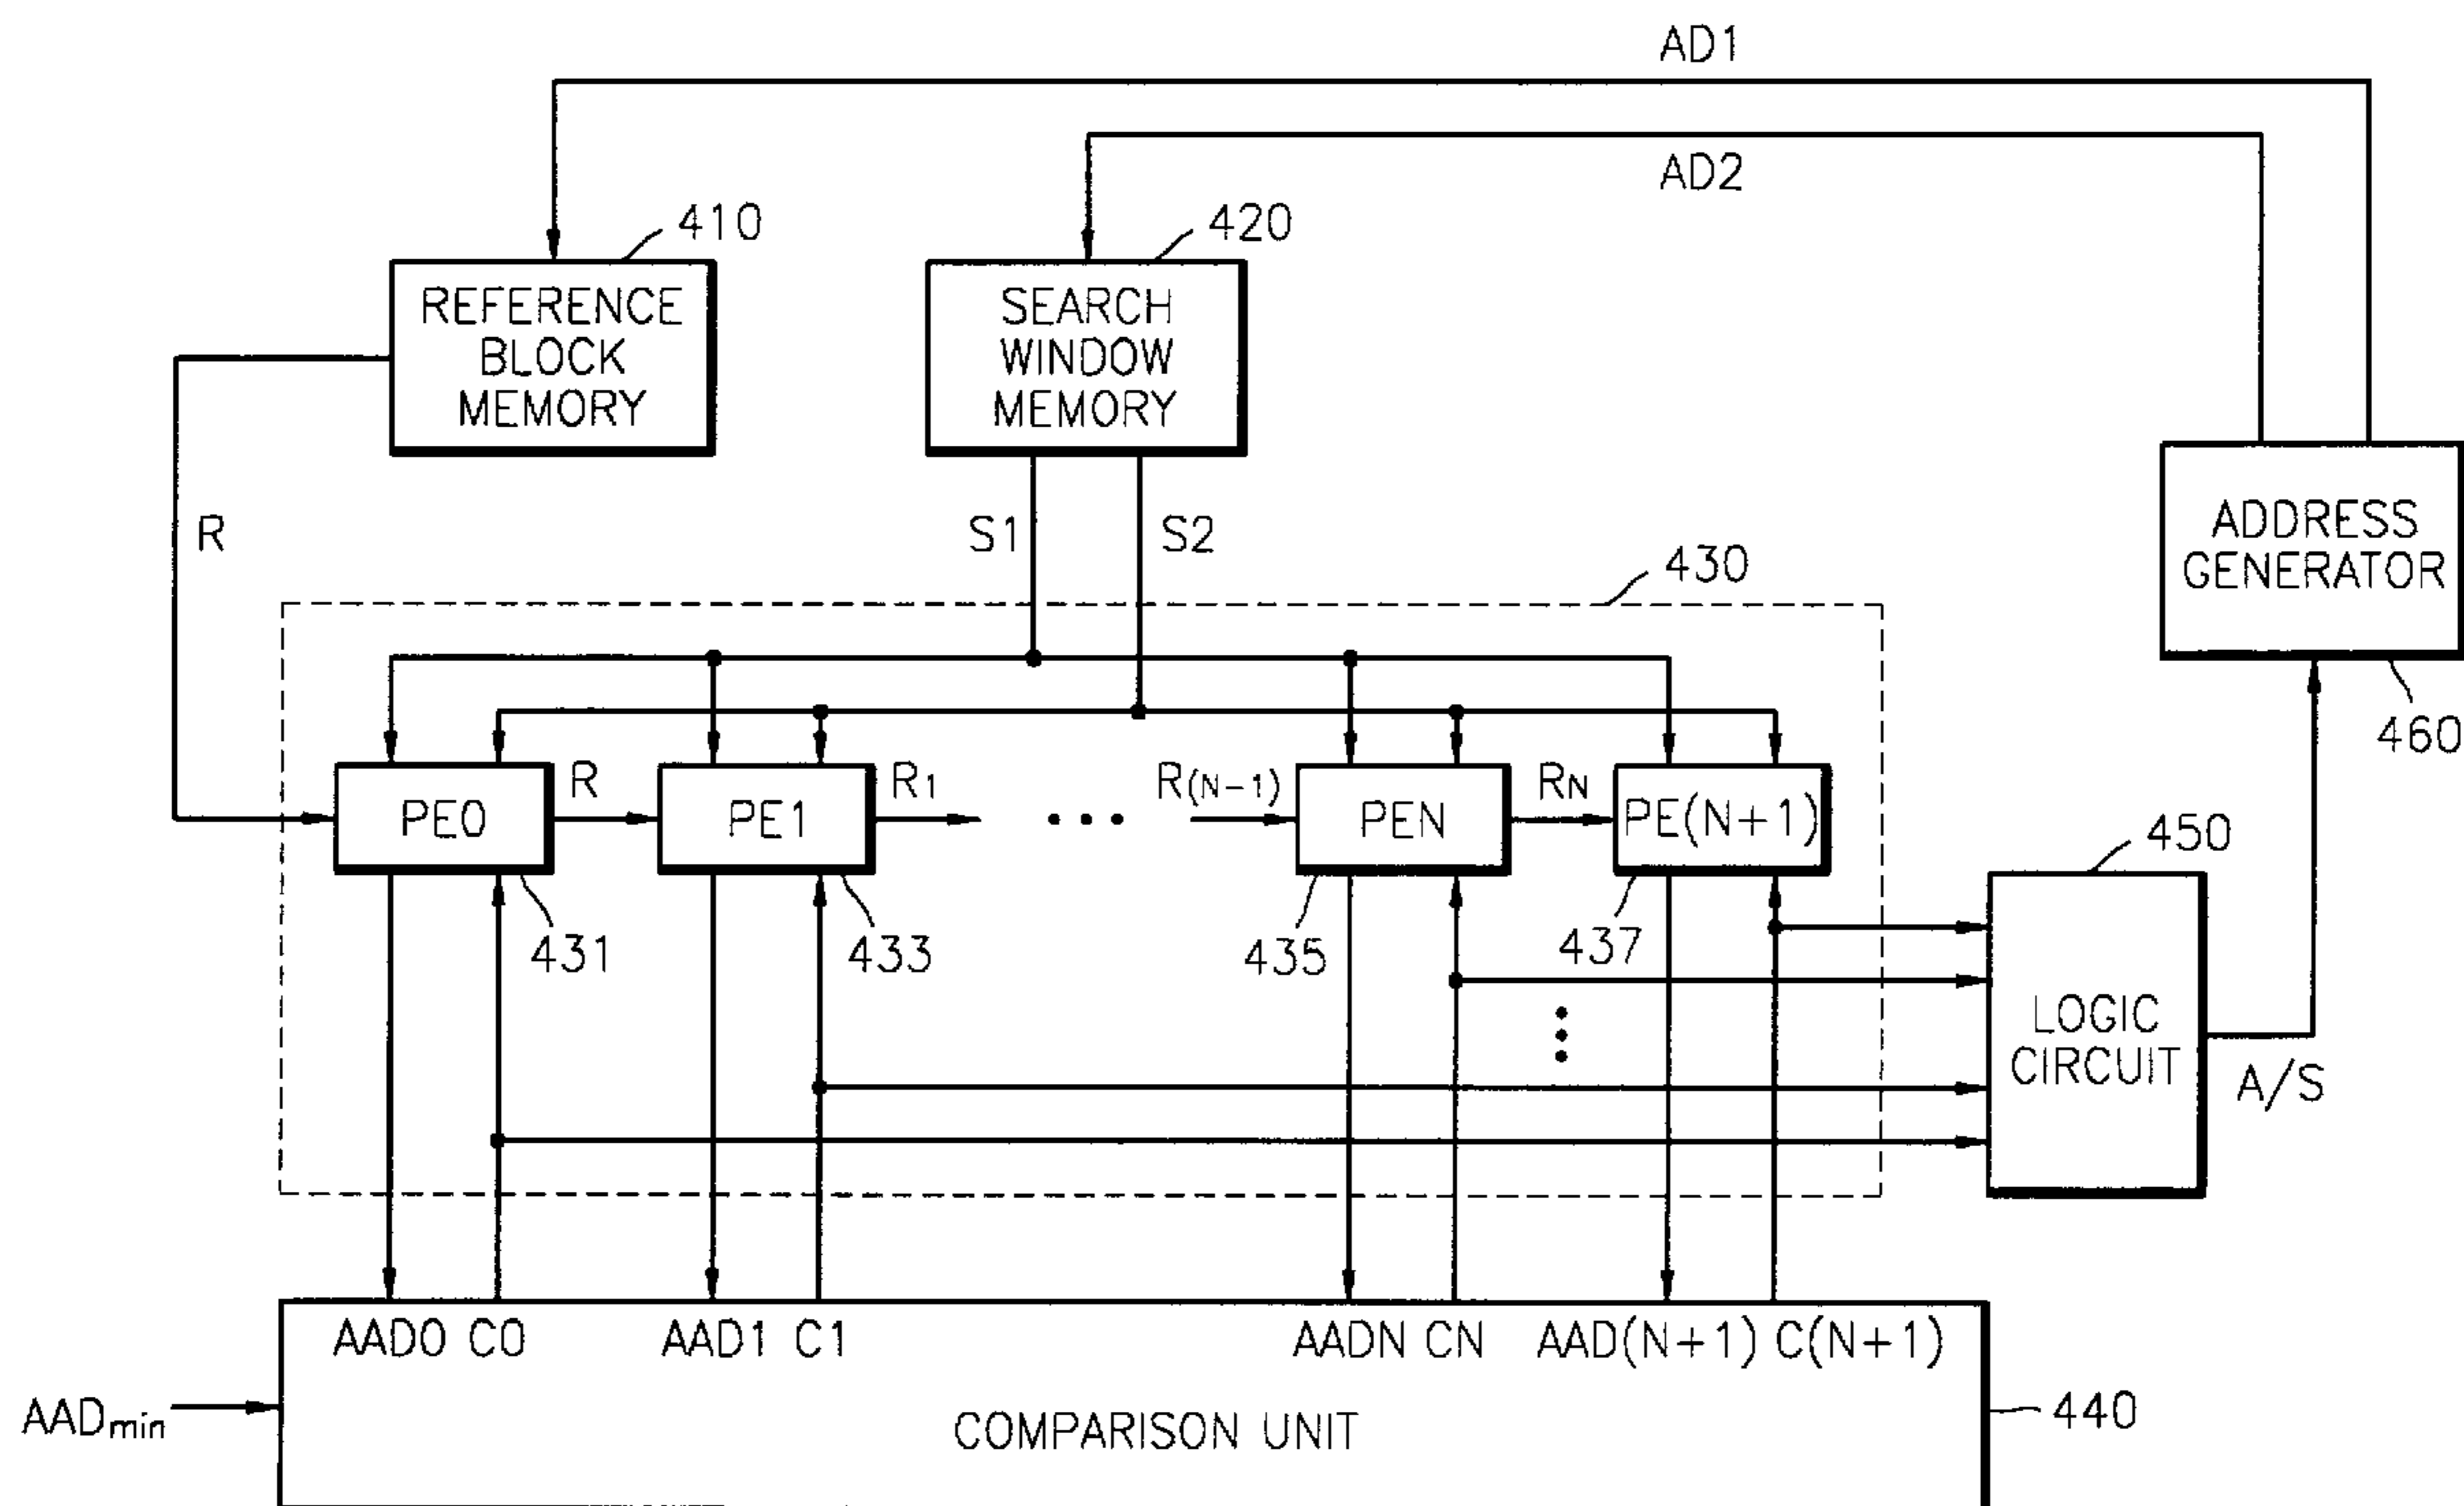 AD1
AD2
410
420
REFERENCE
BLOCK
MEMORY
SEARCH
WINDOW
MEMORY
R
S1
S2
430
ADDRESS
GENERATOR
460
PE0
R
PE1
R1
R(N-1)
PEN
RN
PE(N+1)
431
433
435
437
450
LOGIC
CIRCUIT
A/S
AAD0 C0
AAD1 C1
AADN CN
AAD(N+1) C(N+1)
AADmin
COMPARISON UNIT
440